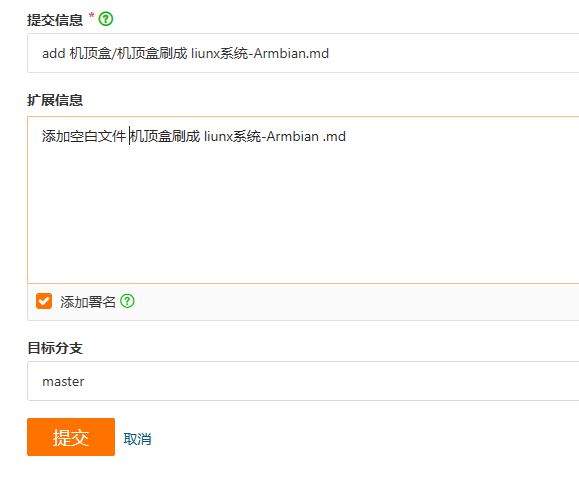 提交信息 * ?
add 机顶盒/机顶盒刷成 liunx系统-Armbian.md
扩展信息
添加空白文件 机顶盒刷成 liunx系统-Armbian .md
添加署名 ?
目标分支
master
提交 取消